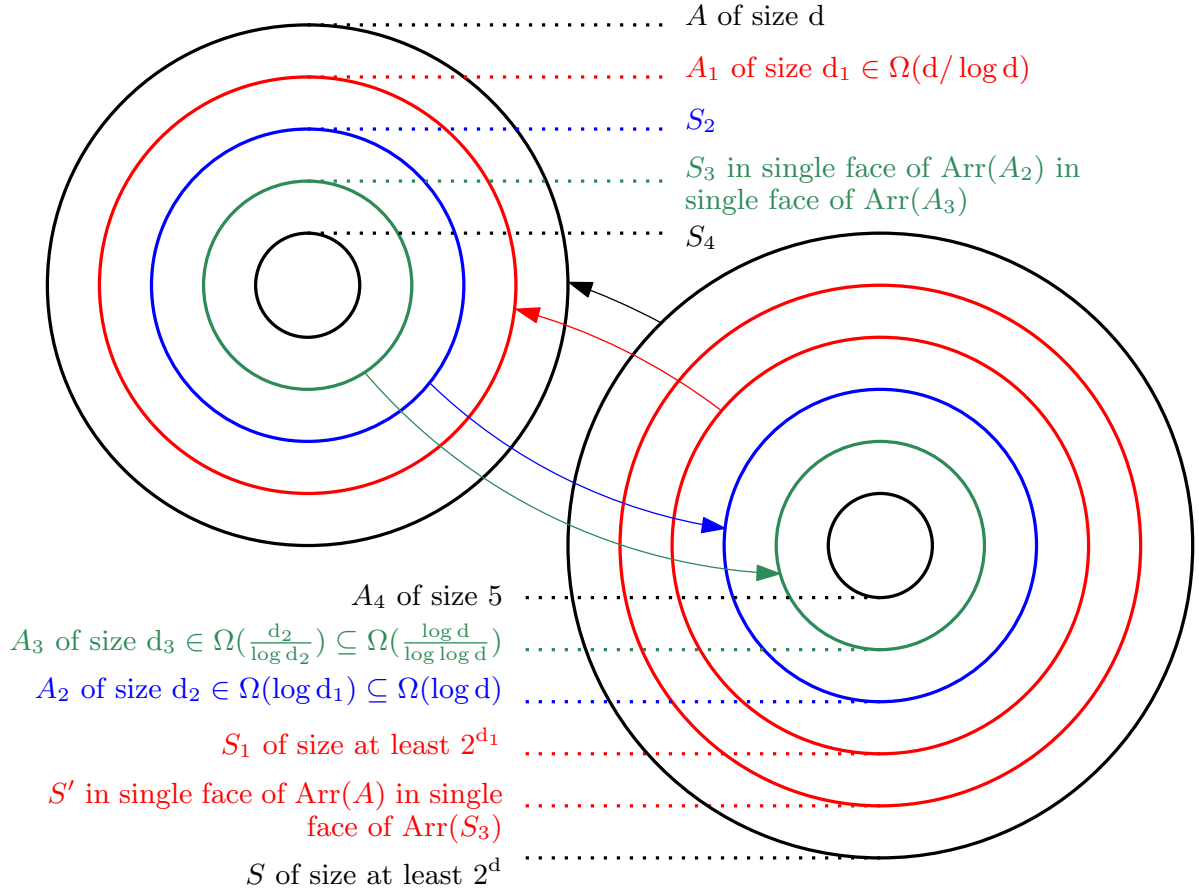 A of size d
A₁ of size d₁ ∈ Ω(d/ log d)
S₂
S₃ in single face of Arr(A₂) in
single face of Arr(A₃)
S₄
A₄ of size 5
A₃ of size d₃ ∈ Ω(d₂/log d₂) ⊆ Ω(log d/log log d)
A₂ of size d₂ ∈ Ω(log d₁) ⊆ Ω(log d)
S₁ of size at least 2^d₁
S′ in single face of Arr(A) in single
face of Arr(S₃)
S of size at least 2^d